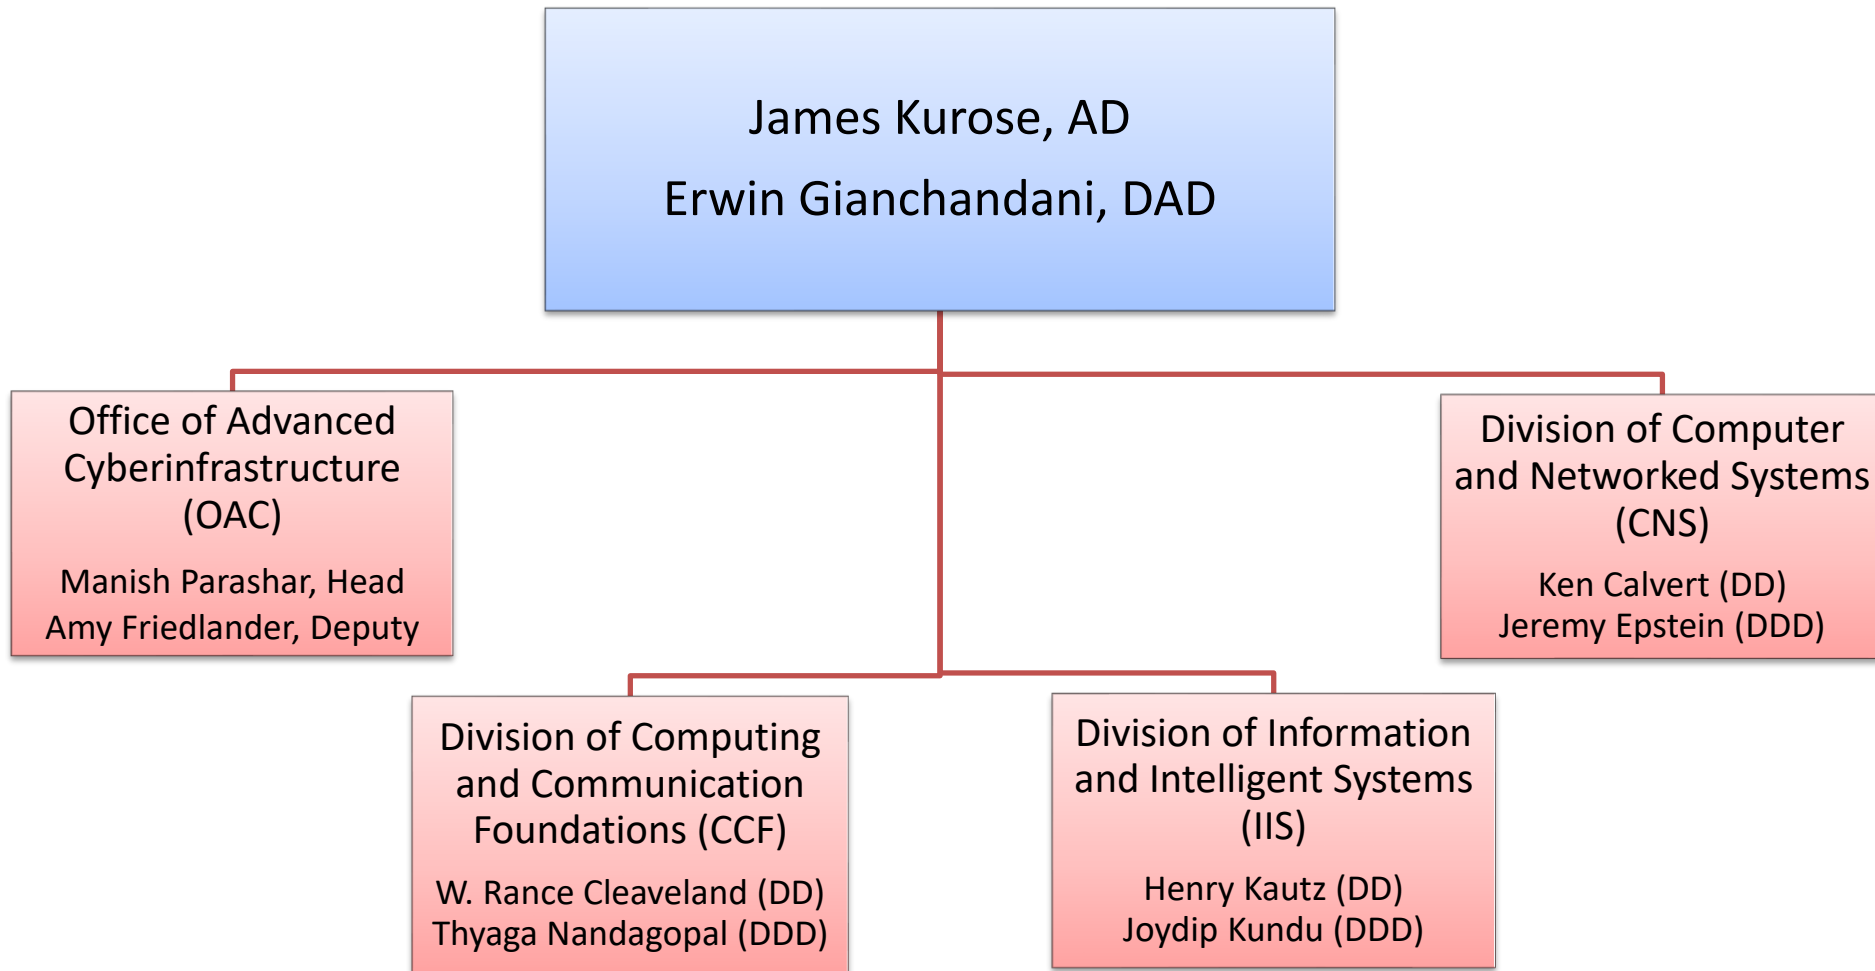 James Kurose, AD
Erwin Gianchandani, DAD
Office of Advanced
Cyberinfrastructure
(OAC)
Manish Parashar, Head
Amy Friedlander, Deputy
Division of Computer
and Networked Systems
(CNS)
Ken Calvert (DD)
Jeremy Epstein (DDD)
Division of Computing
and Communication
Foundations (CCF)
W. Rance Cleaveland (DD)
Thyaga Nandagopal (DDD)
Division of Information
and Intelligent Systems
(IIS)
Henry Kautz (DD)
Joydip Kundu (DDD)